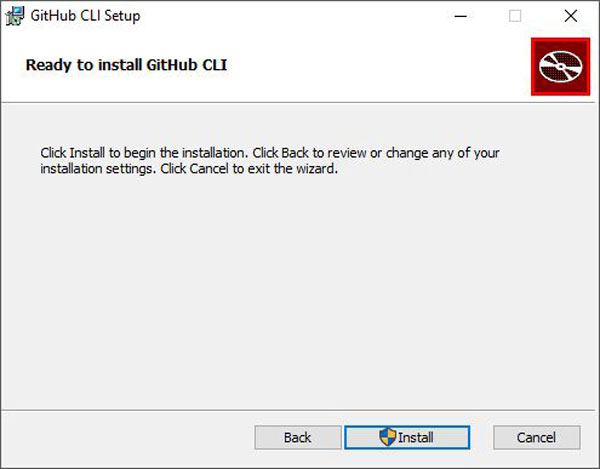 GitHub CLI Setup
Ready to install GitHub CLI
Click Install to begin the installation. Click Back to review or change any of your
installation settings. Click Cancel to exit the wizard.
Back
Install
Cancel